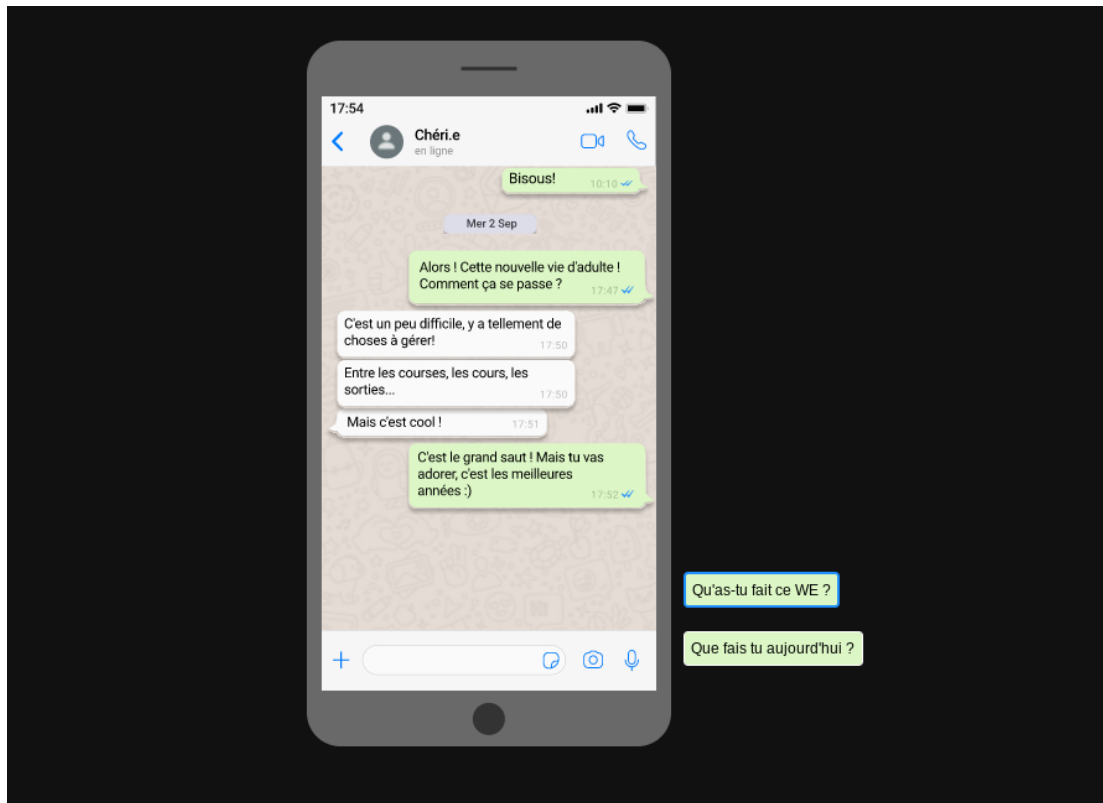 17:54
Chéri.e
en ligne
Bisous!
10:10
Mer 2 Sep
Alors ! Cette nouvelle vie d'adulte !
Comment ça se passe ?
17:47
C'est un peu difficile, y a tellement de
choses à gérer!
17:50
Entre les courses, les cours, les
sorties...
17:50
Mais c'est cool !
17:51
C'est le grand saut ! Mais tu vas
adorer, c'est les meilleures
années :)
17:52
Qu'as-tu fait ce WE ?
Que fais tu aujourd'hui ?